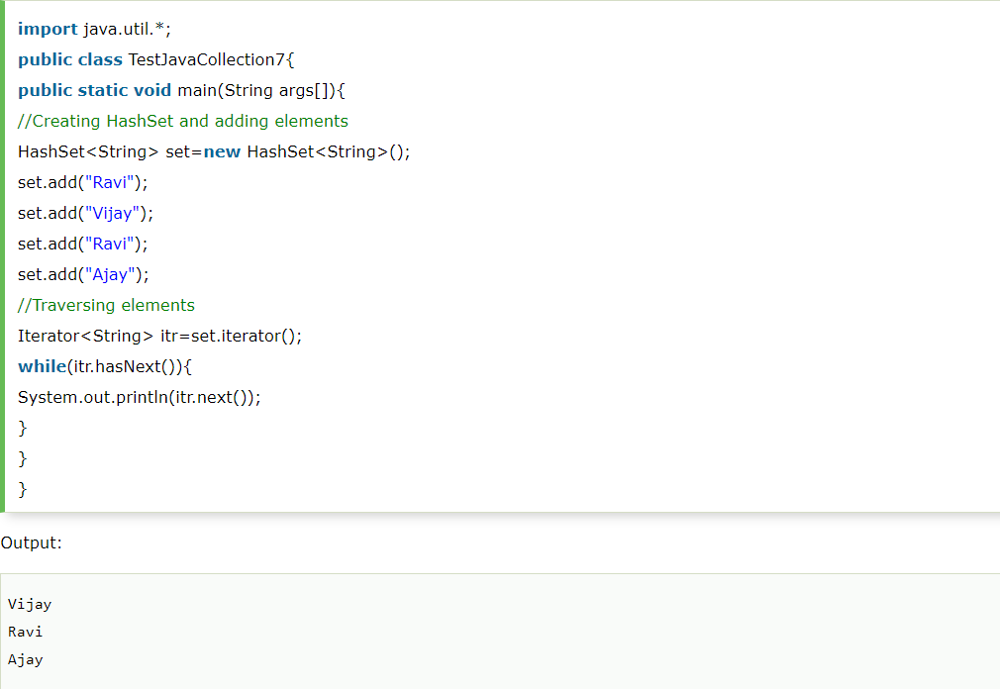 import java.util.*;
public class TestJavaCollection7{
public static void main(String args[]){
//Creating HashSet and adding elements
HashSet<String> set=new HashSet<String>();
set.add("Ravi");
set.add("Vijay");
set.add("Ravi");
set.add("Ajay");
//Traversing elements
Iterator<String> itr=set.iterator();
while(itr.hasNext()){
System.out.println(itr.next());
}
}
}
Output:
Vijay
Ravi
Ajay